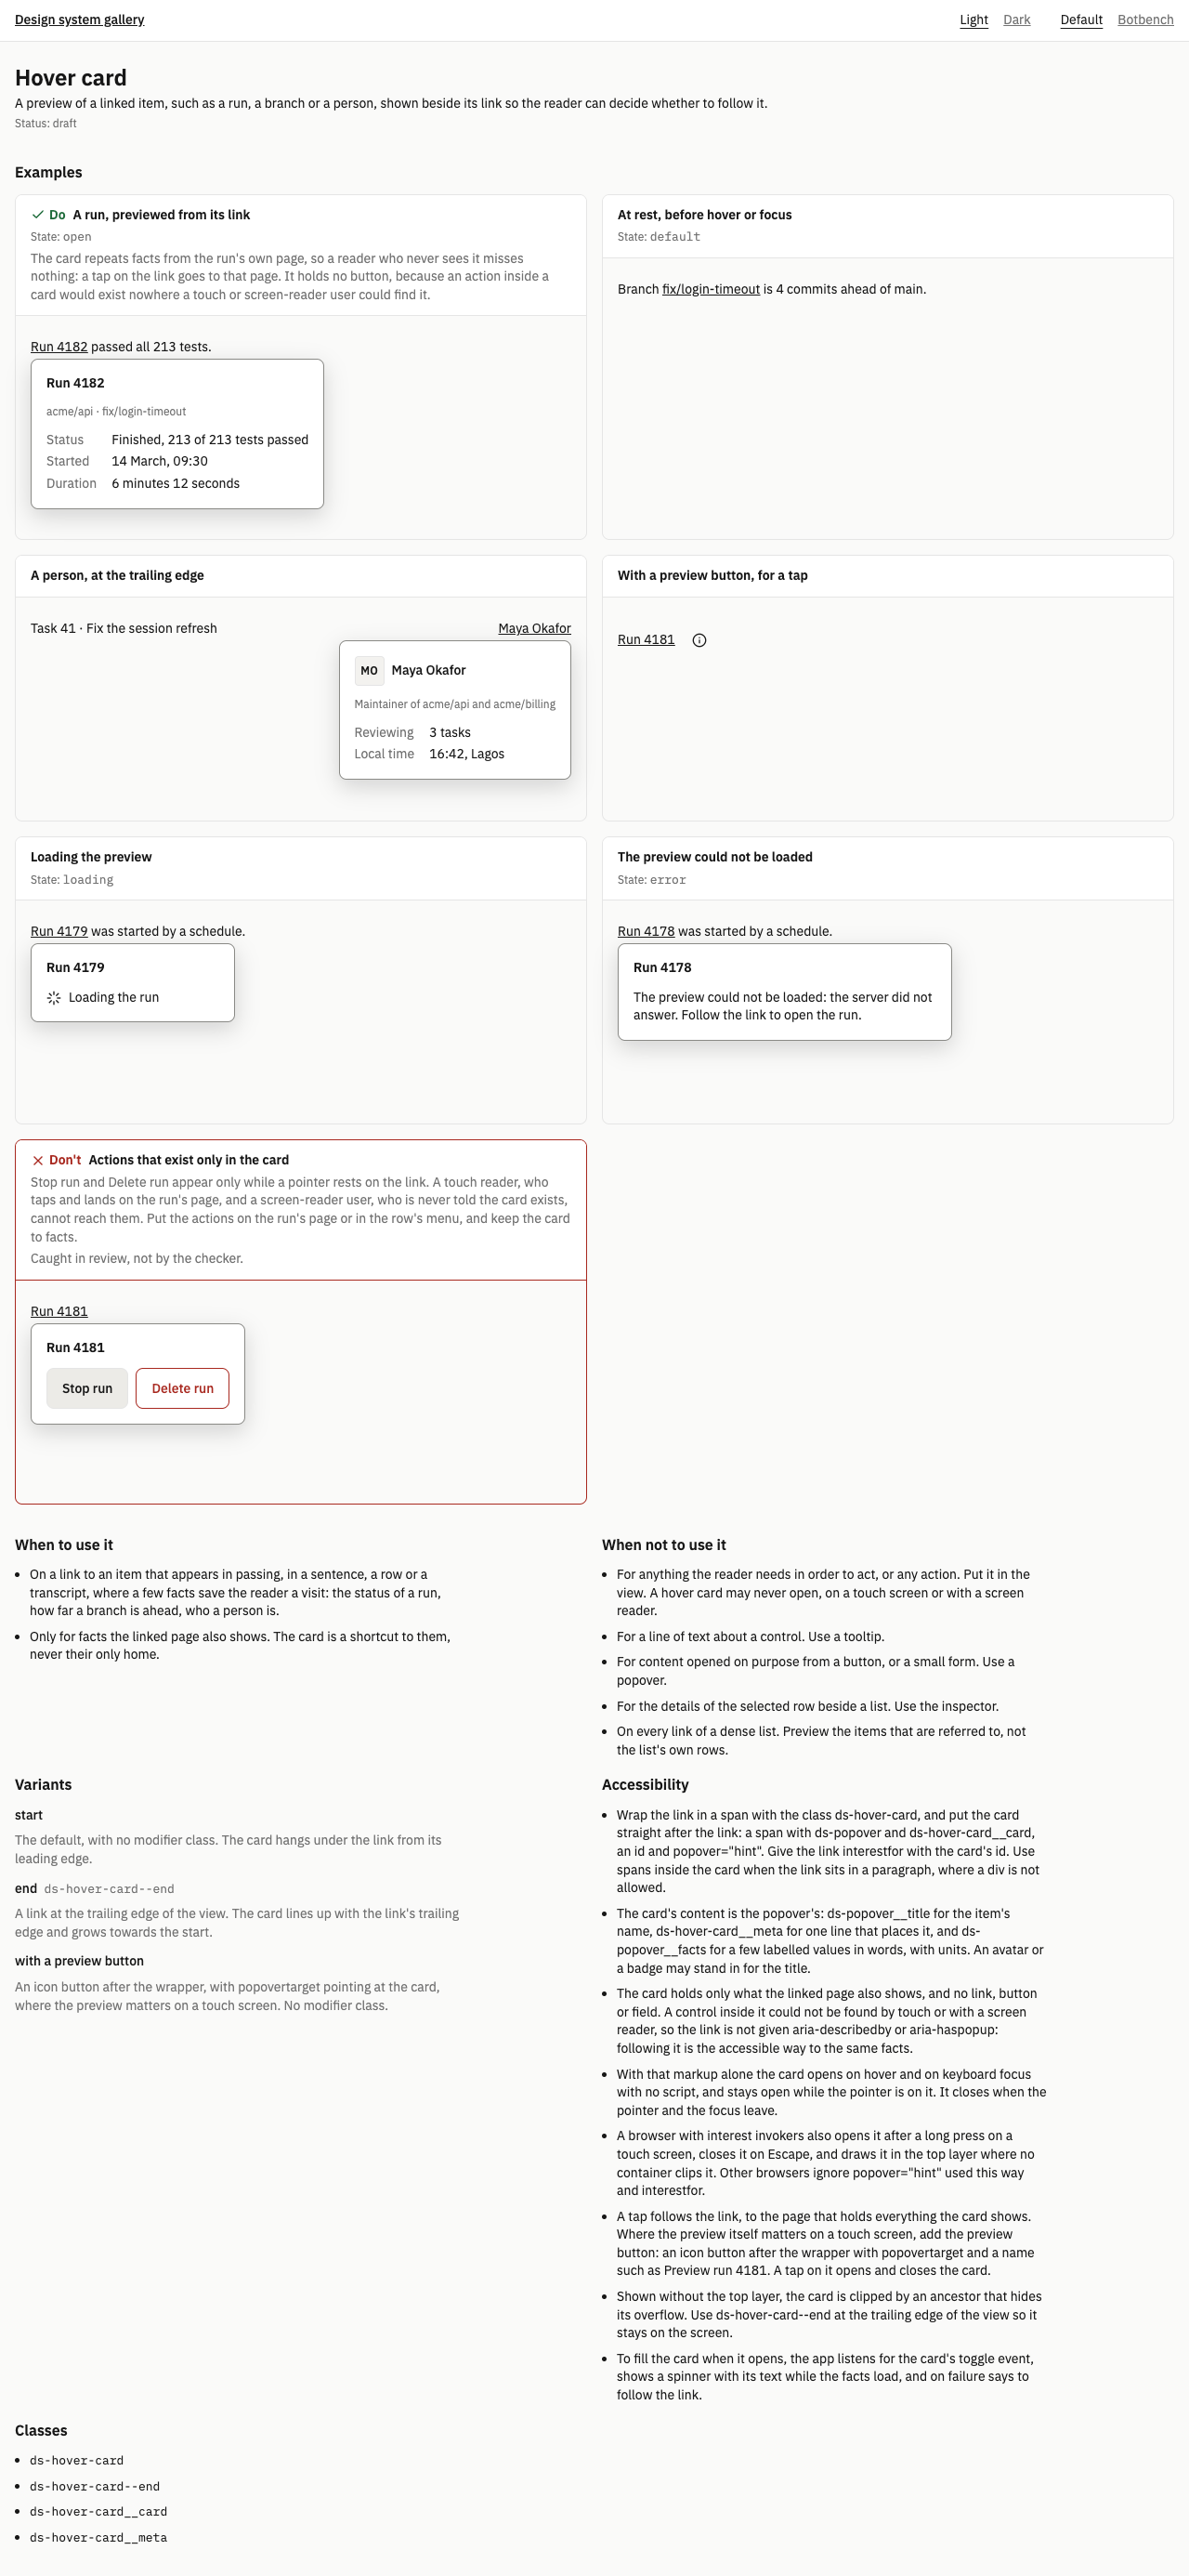 Design system gallery
Light Dark Default Botbench
Hover card
A preview of a linked item, such as a run, a branch or a person, shown beside its link so the reader can decide whether to follow it.
Status: draft
Examples
Do A run, previewed from its link
State: open
The card repeats facts from the run's own page, so a reader who never sees it misses
nothing: a tap on the link goes to that page. It holds no button, because an action inside a
card would exist nowhere a touch or screen-reader user could find it.
Run 4182 passed all 213 tests.
Run 4182
acme/api · fix/login-timeout
Status Finished, 213 of 213 tests passed
Started 14 March, 09:30
Duration 6 minutes 12 seconds
At rest, before hover or focus
State: default
Branch fix/login-timeout is 4 commits ahead of main.
A person, at the trailing edge
Task 41 · Fix the session refresh
Maya Okafor
MO Maya Okafor
Maintainer of acme/api and acme/billing
Reviewing 3 tasks
Local time 16:42, Lagos
With a preview button, for a tap
Run 4181
Loading the preview
State: loading
Run 4179 was started by a schedule.
Run 4179
Loading the run
The preview could not be loaded
State: error
Run 4178 was started by a schedule.
Run 4178
The preview could not be loaded: the server did not
answer. Follow the link to open the run.
Don't Actions that exist only in the card
Stop run and Delete run appear only while a pointer rests on the link. A touch reader, who
taps and lands on the run's page, and a screen-reader user, who is never told the card exists,
cannot reach them. Put the actions on the run's page or in the row's menu, and keep the card
to facts.
Caught in review, not by the checker.
Run 4181
Run 4181
Stop run Delete run
When to use it
On a link to an item that appears in passing, in a sentence, a row or a
transcript, where a few facts save the reader a visit: the status of a run,
how far a branch is ahead, who a person is.
Only for facts the linked page also shows. The card is a shortcut to them,
never their only home.
When not to use it
For anything the reader needs in order to act, or any action. Put it in the
view. A hover card may never open, on a touch screen or with a screen
reader.
For a line of text about a control. Use a tooltip.
For content opened on purpose from a button, or a small form. Use a
popover.
For the details of the selected row beside a list. Use the inspector.
On every link of a dense list. Preview the items that are referred to, not
the list's own rows.
Variants
start
The default, with no modifier class. The card hangs under the link from its
leading edge.
end ds-hover-card--end
A link at the trailing edge of the view. The card lines up with the link's trailing
edge and grows towards the start.
with a preview button
An icon button after the wrapper, with popovertarget pointing at the card,
where the preview matters on a touch screen. No modifier class.
Accessibility
Wrap the link in a span with the class ds-hover-card, and put the card
straight after the link: a span with ds-popover and ds-hover-card__card,
an id and popover="hint". Give the link interestfor with the card's id. Use
spans inside the card when the link sits in a paragraph, where a div is not
allowed.
The card's content is the popover's: ds-popover__title for the item's
name, ds-hover-card__meta for one line that places it, and ds-
popover__facts for a few labelled values in words, with units. An avatar or
a badge may stand in for the title.
The card holds only what the linked page also shows, and no link, button
or field. A control inside it could not be found by touch or with a screen
reader, so the link is not given aria-describedby or aria-haspopup:
following it is the accessible way to the same facts.
With that markup alone the card opens on hover and on keyboard focus
with no script, and stays open while the pointer is on it. It closes when the
pointer and the focus leave.
A browser with interest invokers also opens it after a long press on a
touch screen, closes it on Escape, and draws it in the top layer where no
container clips it. Other browsers ignore popover="hint" used this way
and interestfor.
A tap follows the link, to the page that holds everything the card shows.
Where the preview itself matters on a touch screen, add the preview
button: an icon button after the wrapper with popovertarget and a name
such as Preview run 4181. A tap on it opens and closes the card.
Shown without the top layer, the card is clipped by an ancestor that hides
its overflow. Use ds-hover-card--end at the trailing edge of the view so it
stays on the screen.
To fill the card when it opens, the app listens for the card's toggle event,
shows a spinner with its text while the facts load, and on failure says to
follow the link.
Classes
ds-hover-card
ds-hover-card--end
ds-hover-card__card
ds-hover-card__meta